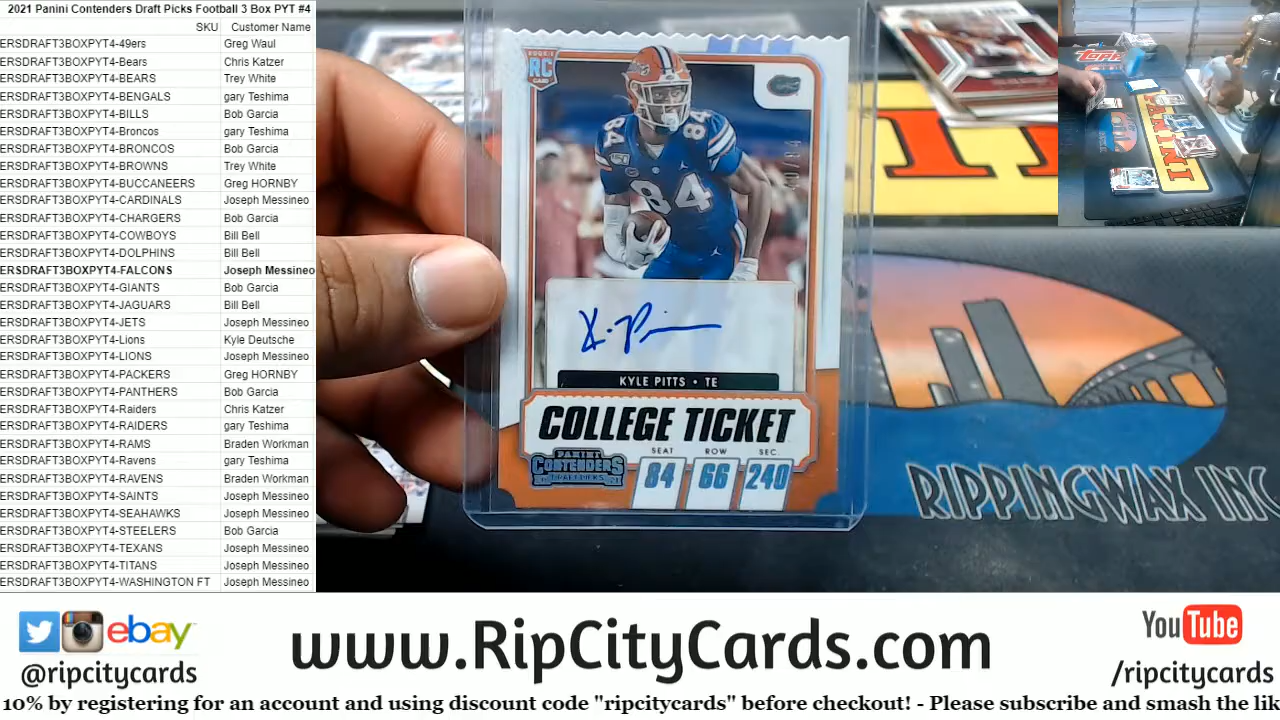 2021 Panini Contenders Draft Picks Football 3 Box PYT #4
SKU Customer Name
ERSDRAFT3BOXPYT4-49ers Greg Waul
ERSDRAFT3BOXPYT4-Bears Chris Katzer
ERSDRAFT3BOXPYT4-BEARS Trey White
ERSDRAFT3BOXPYT4-BENGALS gary Teshima
ERSDRAFT3BOXPYT4-BILLS Bob Garcia
ERSDRAFT3BOXPYT4-Broncos gary Teshima
ERSDRAFT3BOXPYT4-BRONCOS Bob Garcia
ERSDRAFT3BOXPYT4-BROWNS Trey White
ERSDRAFT3BOXPYT4-BUCCANEERS Greg HORNBY
ERSDRAFT3BOXPYT4-CARDINALS Joseph Messineo
ERSDRAFT3BOXPYT4-CHARGERS Bob Garcia
ERSDRAFT3BOXPYT4-COWBOYS Bill Bell
ERSDRAFT3BOXPYT4-DOLPHINS Bill Bell
ERSDRAFT3BOXPYT4-FALCONS Joseph Messineo
ERSDRAFT3BOXPYT4-GIANTS Bob Garcia
ERSDRAFT3BOXPYT4-JAGUARS Bill Bell
ERSDRAFT3BOXPYT4-JETS Joseph Messineo
ERSDRAFT3BOXPYT4-Lions Kyle Deutsche
ERSDRAFT3BOXPYT4-LIONS Joseph Messineo
ERSDRAFT3BOXPYT4-PACKERS Greg HORNBY
ERSDRAFT3BOXPYT4-PANTHERS Bob Garcia
ERSDRAFT3BOXPYT4-Raiders Chris Katzer
ERSDRAFT3BOXPYT4-RAIDERS gary Teshima
ERSDRAFT3BOXPYT4-RAMS Braden Workman
ERSDRAFT3BOXPYT4-Ravens gary Teshima
ERSDRAFT3BOXPYT4-RAVENS Braden Workman
ERSDRAFT3BOXPYT4-SAINTS Joseph Messineo
ERSDRAFT3BOXPYT4-SEAHAWKS Joseph Messineo
ERSDRAFT3BOXPYT4-STEELERS Bob Garcia
ERSDRAFT3BOXPYT4-TEXANS Joseph Messineo
ERSDRAFT3BOXPYT4-TITANS Joseph Messineo
ERSDRAFT3BOXPYT4-WASHINGTON FT Joseph Messineo
RC
84 84
84
KYLE PITTS • TE
COLLEGE TICKET
PANINI
CONTENDERS
DRAFT PICKS
SEAT ROW SEC.
84 66 240
TOPPS
PANINI
RIPPINGWAX INC
ebay
@ripcitycards
www.RipCityCards.com
YouTube
/ripcitycards
10% by registering for an account and using discount code "ripcitycards" before checkout! - Please subscribe and smash the lik